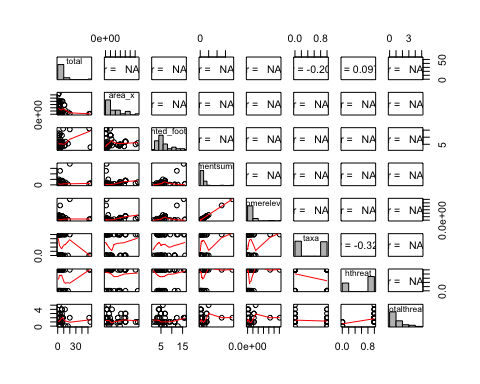 0e+00 0 0.0 0.8 0 3
total r = NA r = NA r = NA r = NA = -0.20 = 0.097 r = NA 0 50
0e+00 area_x r = NA r = NA r = NA r = NA r = NA r = NA
nted_foot r = NA r = NA r = NA r = NA r = NA 5
0 mentsum r = NA r = NA r = NA r = NA
omerelev r = NA r = NA r = NA 0.0e+00
0.0 taxa = -0.32 r = NA
hthreat r = NA 0.0
0 4 otalthrea
0 30 5 15 0.0e+00 0.0 0.8